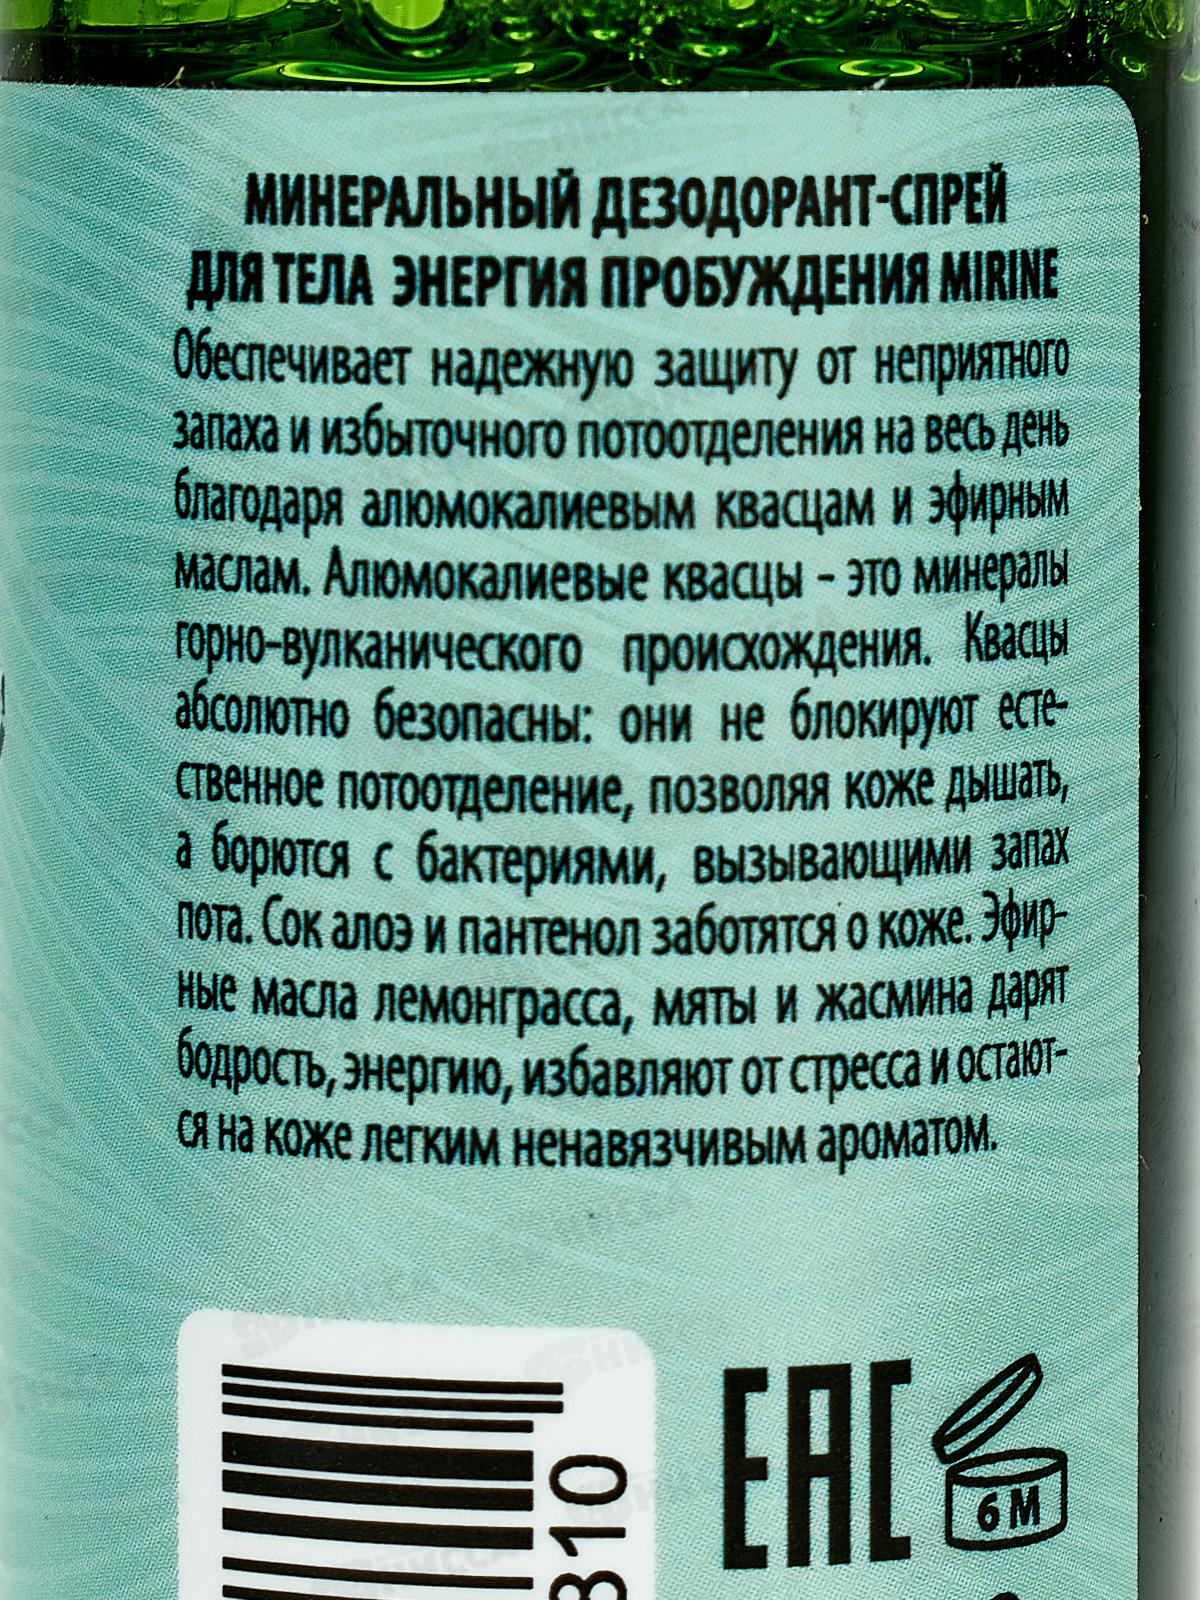 МИНЕРАЛЬНЫЙ ДЕЗОДОРАНТ-СПРЕЙ
ДЛЯ ТЕЛА ЭНЕРГИЯ ПРОБУЖДЕНИЯ MIRINE
Обеспечивает надежную защиту от неприятного
запаха и избыточного потоотделения на весь день
благодаря алюмокалиевым квасцам и эфирным
маслам. Алюмокалиевые квасцы – это минералы
горно-вулканического происхождения. Квасцы
абсолютно безопасны: они не блокируют есте-
ственное потоотделение, позволяя коже дышать,
а борются с бактериями, вызывающими запах
пота. Сок алоэ и пантенол заботятся о коже. Эфир-
ные масла лемонграсса, мяты и жасмина дарят
бодрость, энергию, избавляют от стресса и остают-
ся на коже легким ненавязчивым ароматом.
EAC
6 M
310